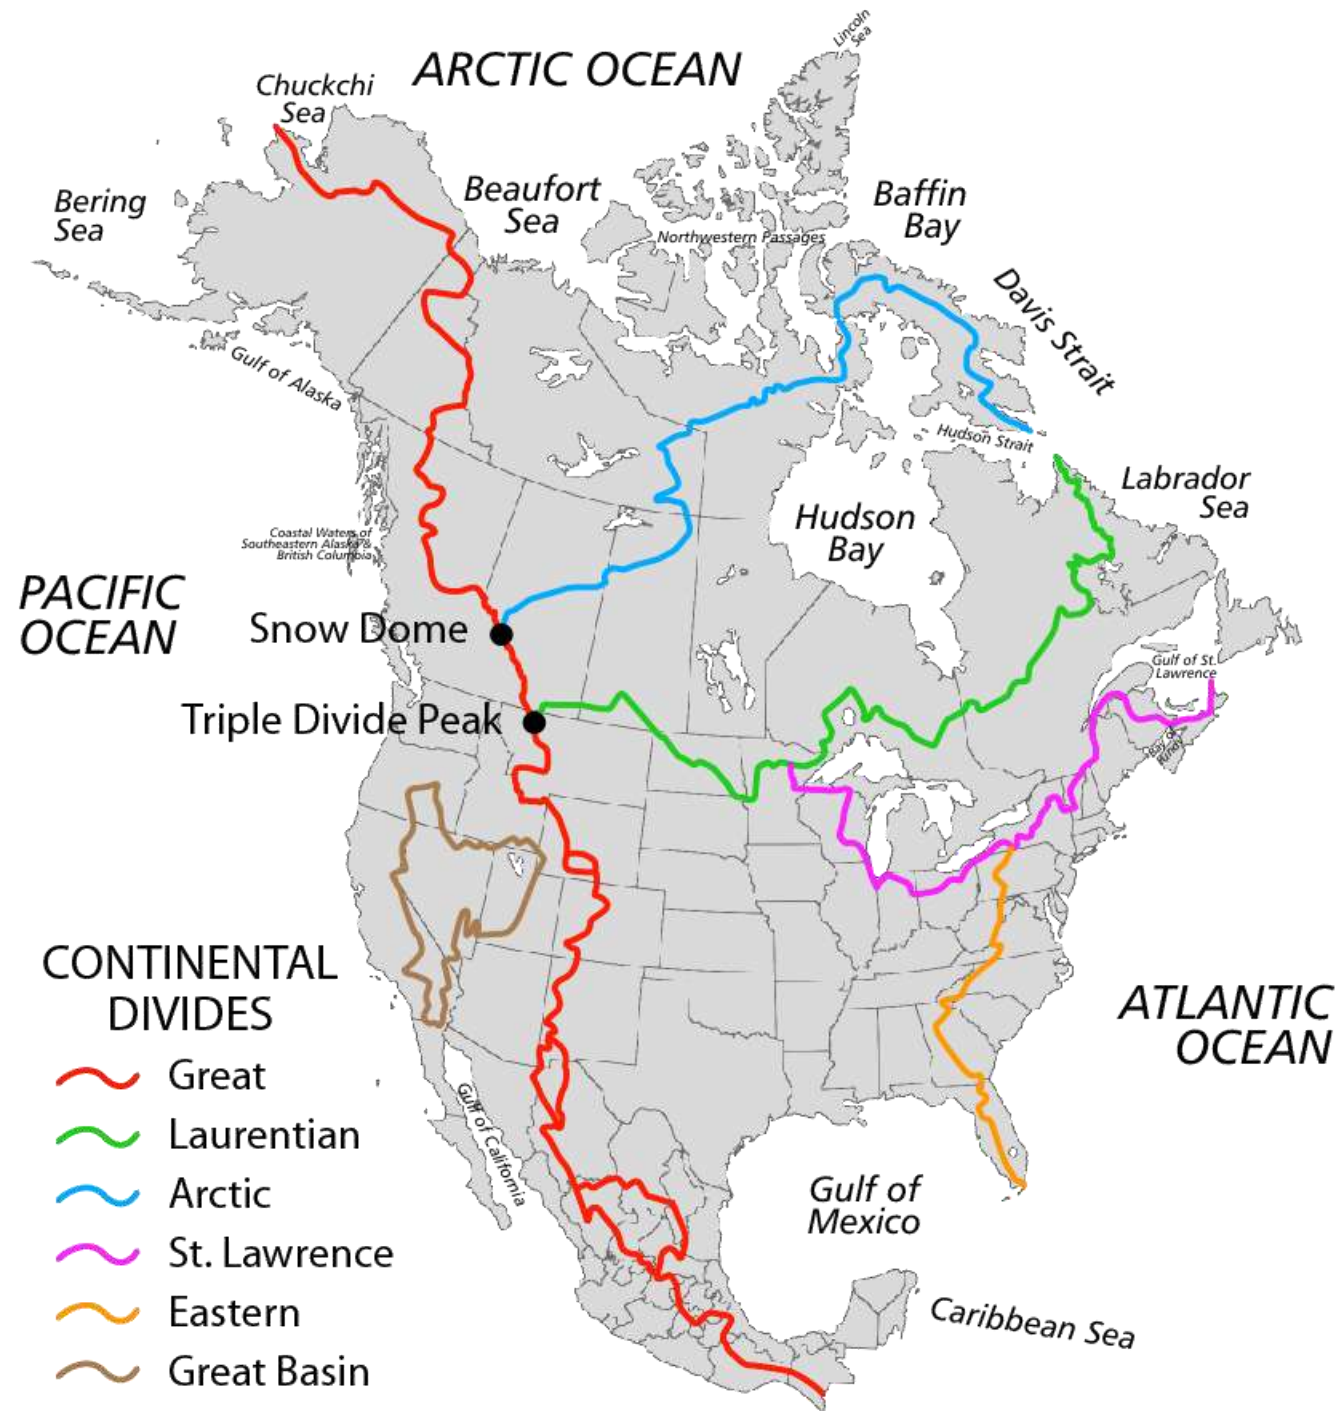 Lincoln
Sea
ARCTIC OCEAN
Chuckchi
Sea
Bering
Sea
Beaufort
Sea
Baffin
Bay
Northwestern Passages
Davis Strait
Gulf of Alaska
Hudson Strait
Labrador
Sea
Hudson
Bay
Coastal Waters of
Southeastern Alaska &
British Columbia
PACIFIC
OCEAN
Snow Dome
Gulf of St.
Lawrence
Triple Divide Peak
Bay of
Fundy
CONTINENTAL
DIVIDES
Great
Laurentian
Arctic
St. Lawrence
Eastern
Great Basin
ATLANTIC
OCEAN
Gulf of California
Gulf of
Mexico
Caribbean Sea